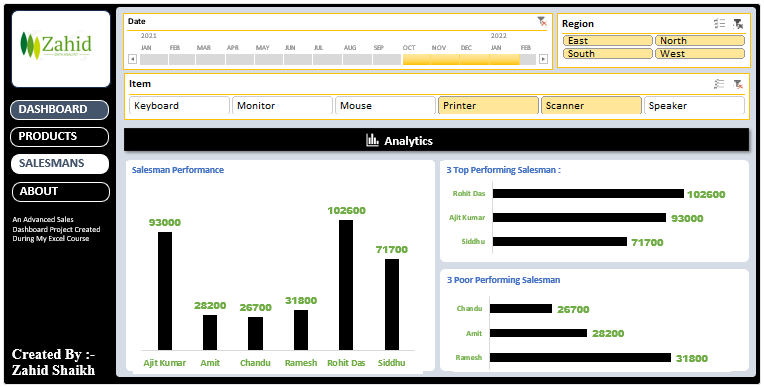 Zahid
DASHBOARD
PRODUCTS
SALESMANS
ABOUT
An Advanced Sales
Dashboard Project Created
During My Excel Course
Created By :-
Zahid Shaikh
Date
2021 2022
JAN FEB MAR APR MAY JUN JUL AUG SEP OCT NOV DEC JAN FEB
Region
East North
South West
Item
Keyboard Monitor Mouse Printer Scanner Speaker
Analytics
Salesman Performance
93000 28200 26700 31800 102600 71700
Ajit Kumar Amit Chandu Ramesh Rohit Das Siddhu
3 Top Performing Salesman :
Rohit Das 102600
Ajit Kumar 93000
Siddhu 71700
3 Poor Performing Salesman
Chandu 26700
Amit 28200
Ramesh 31800